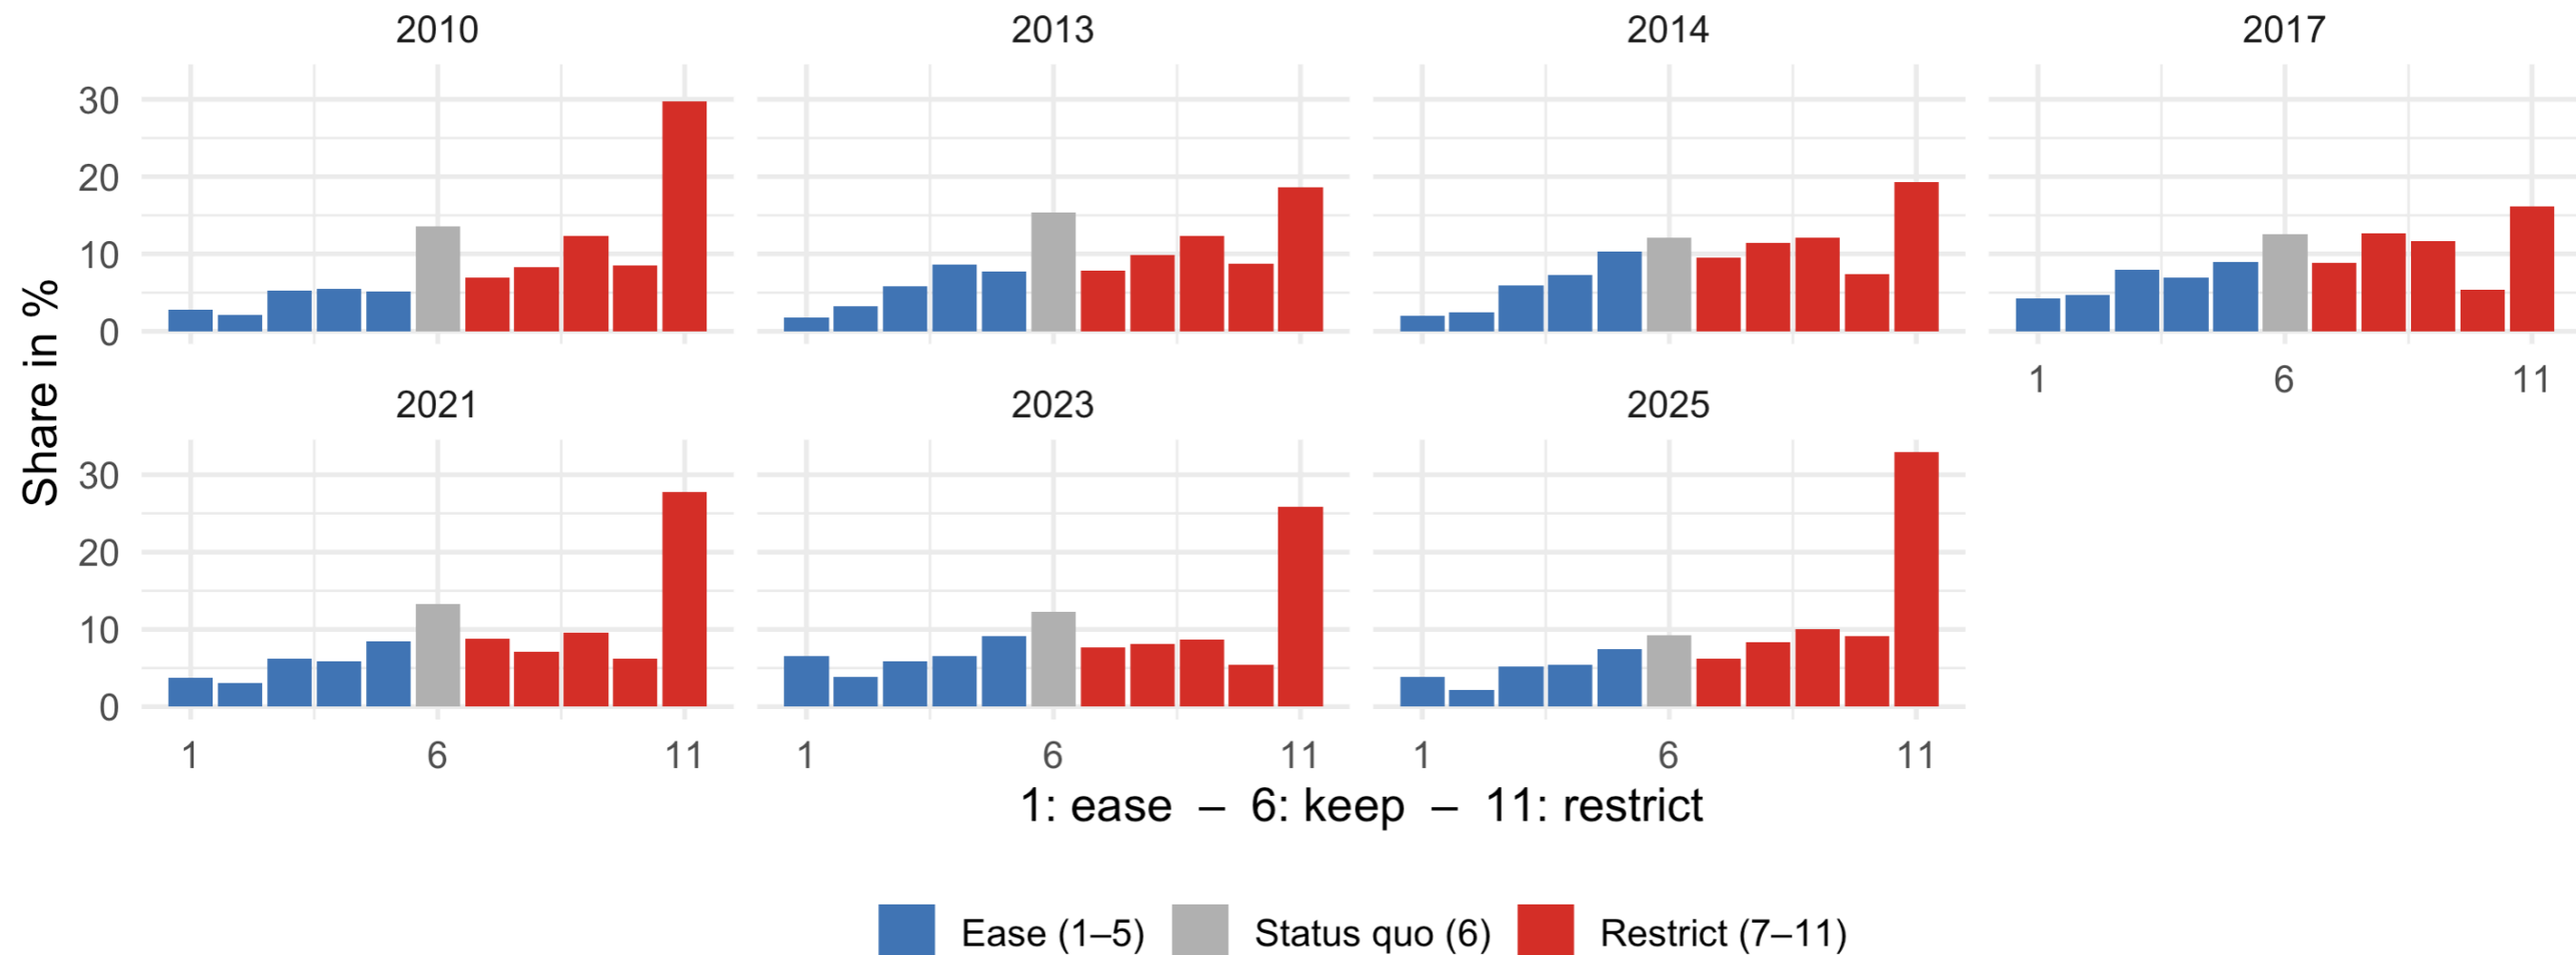 2010 2013 2014 2017
30
20
10
0
1 6 11
Share in %
2021 2023 2025
30
20
10
0
1 6 11 1 6 11 1 6 11
1: ease – 6: keep – 11: restrict
Ease (1–5) Status quo (6) Restrict (7–11)